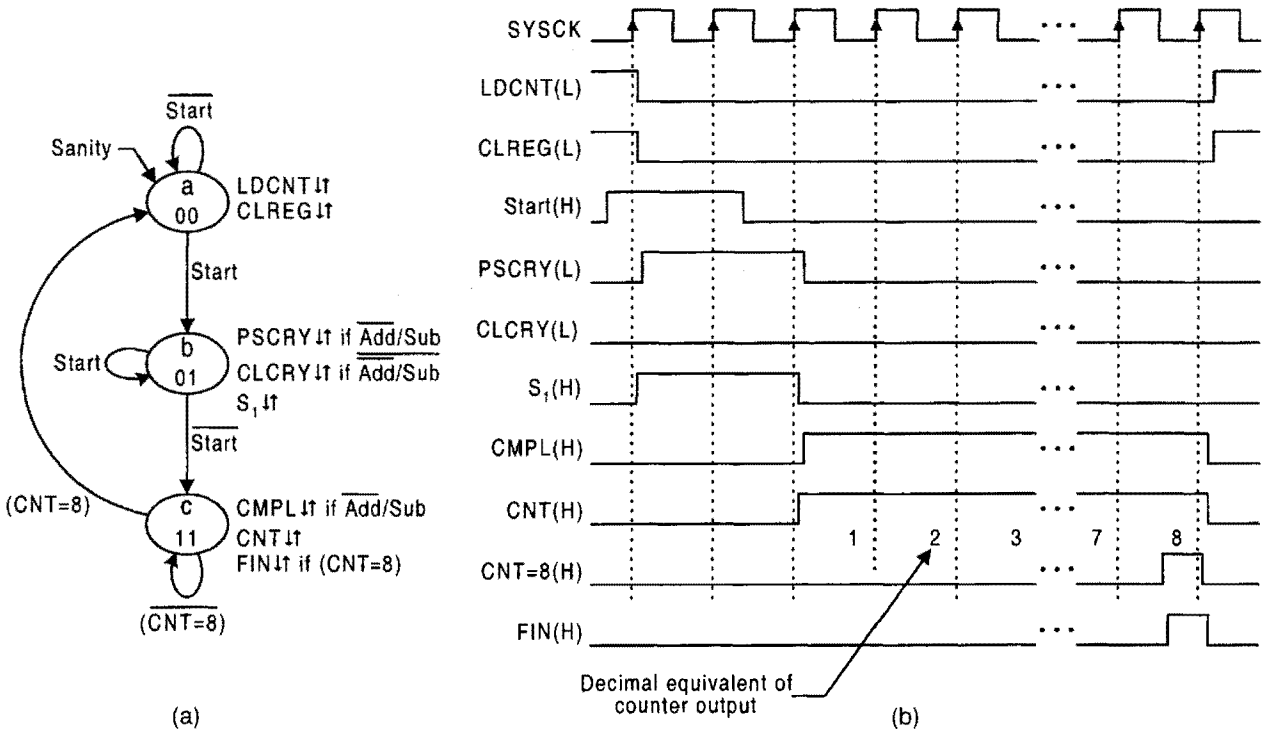 Start
Sanity
a
00
LDCNT↓↑
CLREG↓↑
Start
b
01
Start
PSCRY↓↑ if Add/Sub
CLCRY↓↑ if Add/Sub
S₁↓↑
Start
(CNT=8)
c
11
CMPL↓↑ if Add/Sub
CNT↓↑
FIN↓↑ if (CNT=8)
(CNT=8)
(a)
SYSCK
LDCNT(L)
CLREG(L)
Start(H)
PSCRY(L)
CLCRY(L)
S₁(H)
CMPL(H)
CNT(H)
1 2 3 7 8
CNT=8(H)
FIN(H)
Decimal equivalent of
counter output
(b)